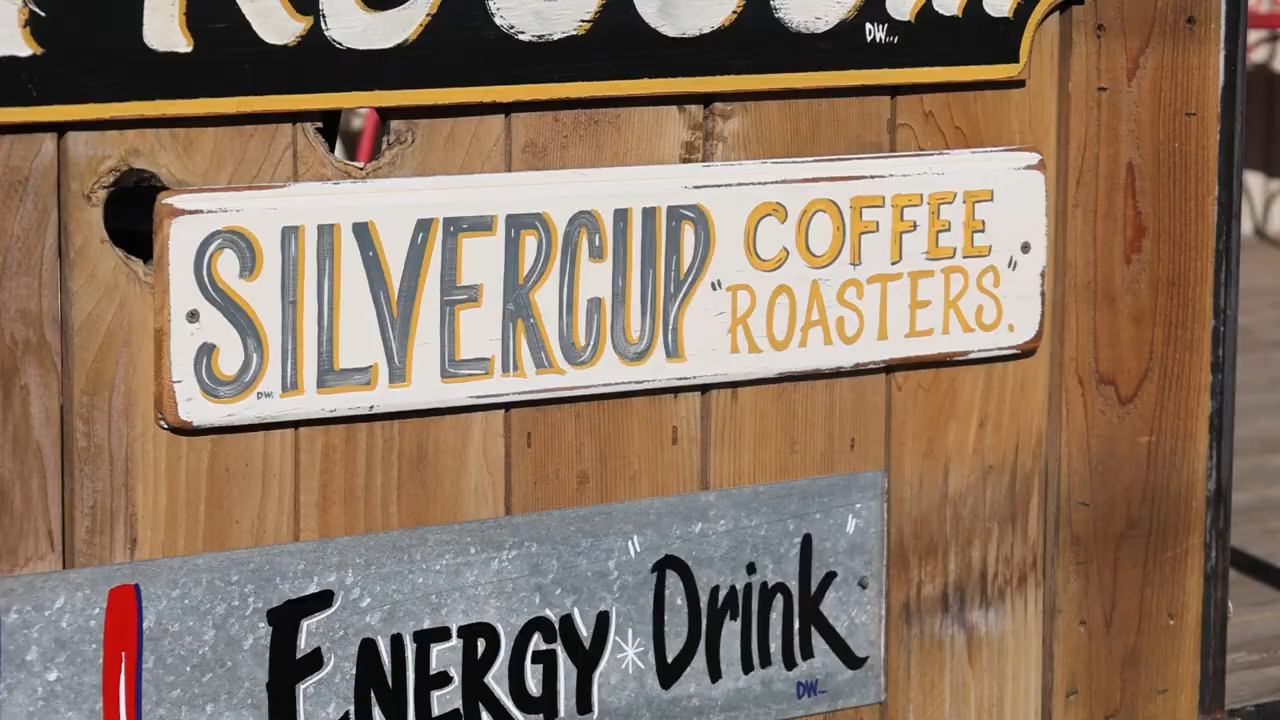 DW...
SILVERCUP COFFEE
"ROASTERS."
DW.
"
ENERGY * Drink"
DW...